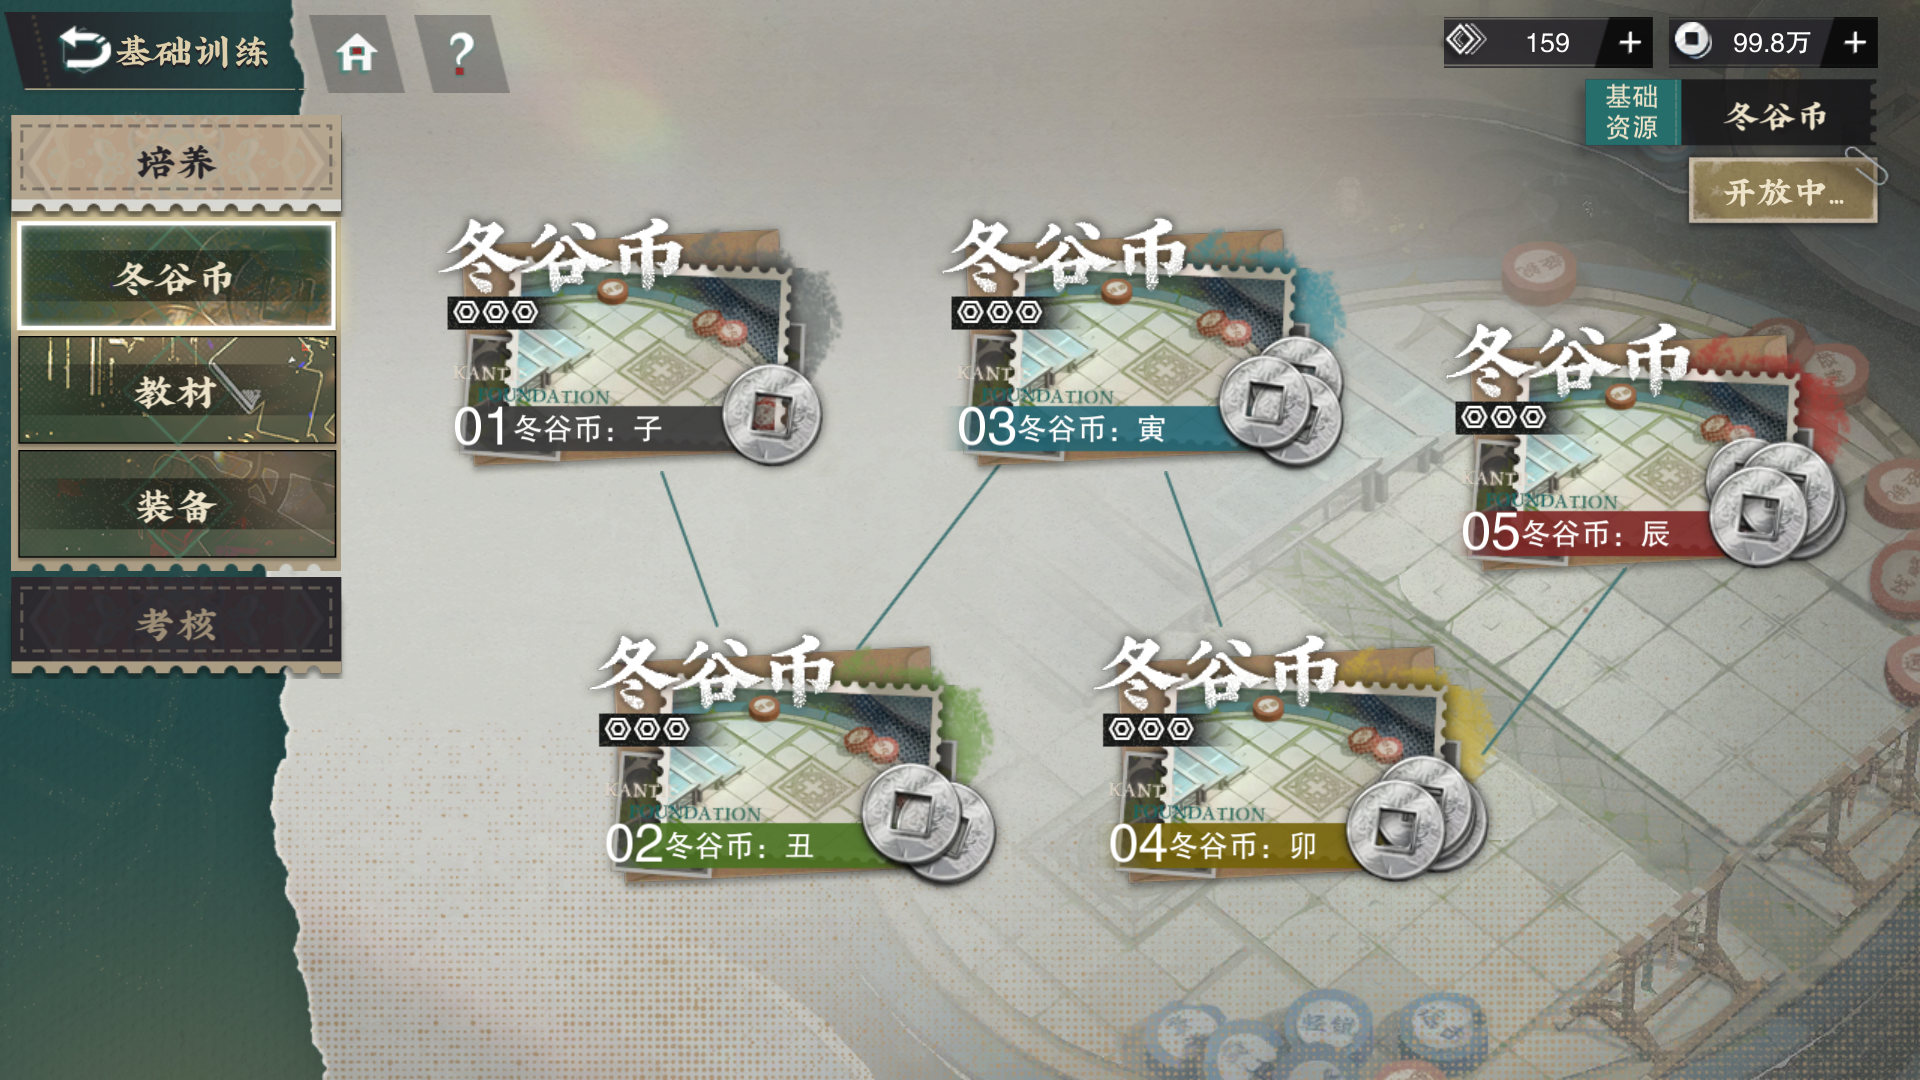 基础训练
?
159
+
99.8万
+
基础
资源
冬谷币
开放中...
培养
冬谷币
教材
装备
考核
冬谷币
KANT
FOUNDATION
01冬谷币：子
冬谷币
KANT
FOUNDATION
03冬谷币：寅
冬谷币
KANT
FOUNDATION
05冬谷币：辰
冬谷币
KANT
FOUNDATION
02冬谷币：丑
冬谷币
KANT
FOUNDATION
04冬谷币：卯